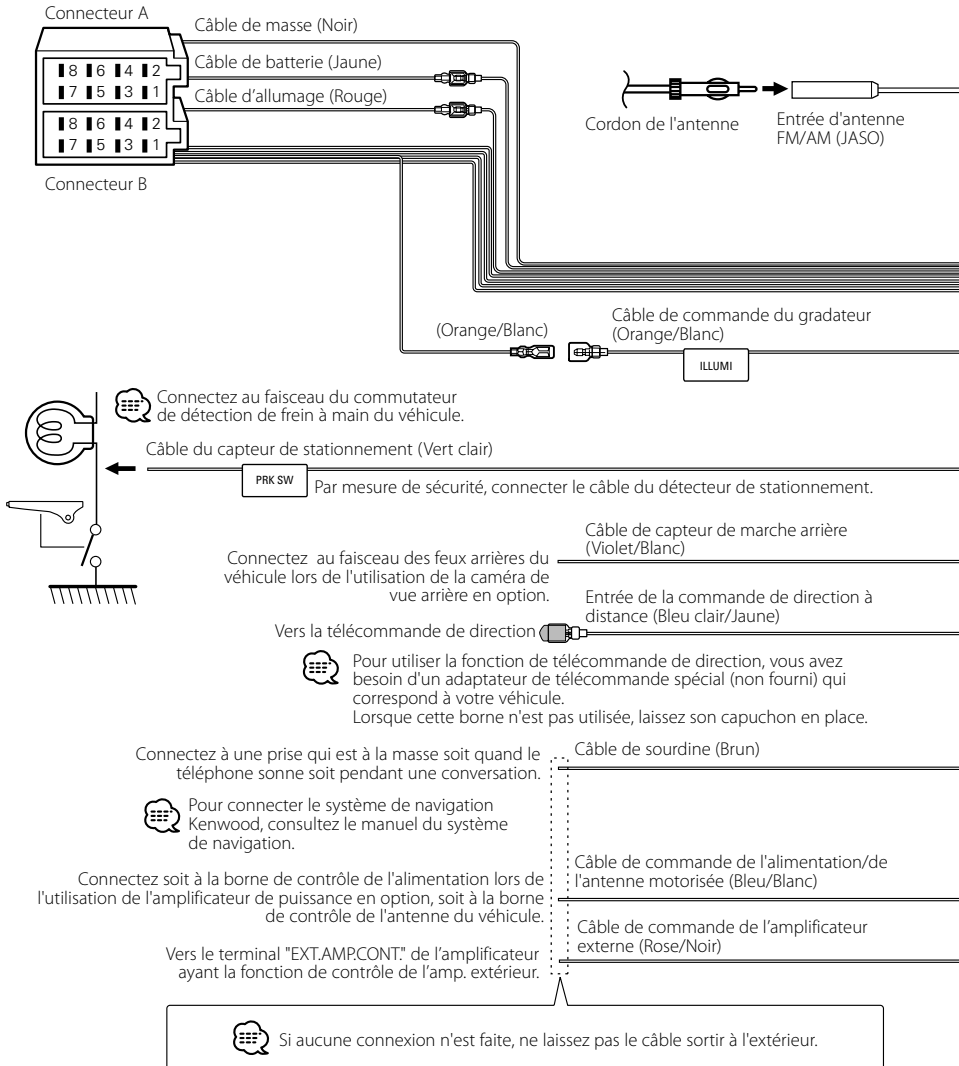 Connecteur A
Câble de masse (Noir)
Câble de batterie (Jaune)
Câble d'allumage (Rouge)
8 6 4 2
7 5 3 1
8 6 4 2
7 5 3 1
Connecteur B
Cordon de l'antenne
Entrée d'antenne
FM/AM (JASO)
(Orange/Blanc)
Câble de commande du gradateur
(Orange/Blanc)
ILLUMI
Connectez au faisceau du commutateur
de détection de frein à main du véhicule.
Câble du capteur de stationnement (Vert clair)
PRK SW
Par mesure de sécurité, connecter le câble du détecteur de stationnement.
Câble de capteur de marche arrière
(Violet/Blanc)
Connectez au faisceau des feux arrières du
véhicule lors de l'utilisation de la caméra de
vue arrière en option.
Entrée de la commande de direction à
distance (Bleu clair/Jaune)
Vers la télécommande de direction
Pour utiliser la fonction de télécommande de direction, vous avez
besoin d'un adaptateur de télécommande spécial (non fourni) qui
correspond à votre véhicule.
Lorsque cette borne n'est pas utilisée, laissez son capuchon en place.
Connectez à une prise qui est à la masse soit quand le
téléphone sonne soit pendant une conversation.
Câble de sourdine (Brun)
Pour connecter le système de navigation
Kenwood, consultez le manuel du système
de navigation.
Câble de commande de l'alimentation/de
l'antenne motorisée (Bleu/Blanc)
Connectez soit à la borne de contrôle de l'alimentation lors de
l'utilisation de l'amplificateur de puissance en option, soit à la borne
de contrôle de l'antenne du véhicule.
Câble de commande de l'amplificateur
externe (Rose/Noir)
Vers le terminal "EXT.AMP.CONT." de l'amplificateur
ayant la fonction de contrôle de l'amp. extérieur.
Si aucune connexion n'est faite, ne laissez pas le câble sortir à l'extérieur.